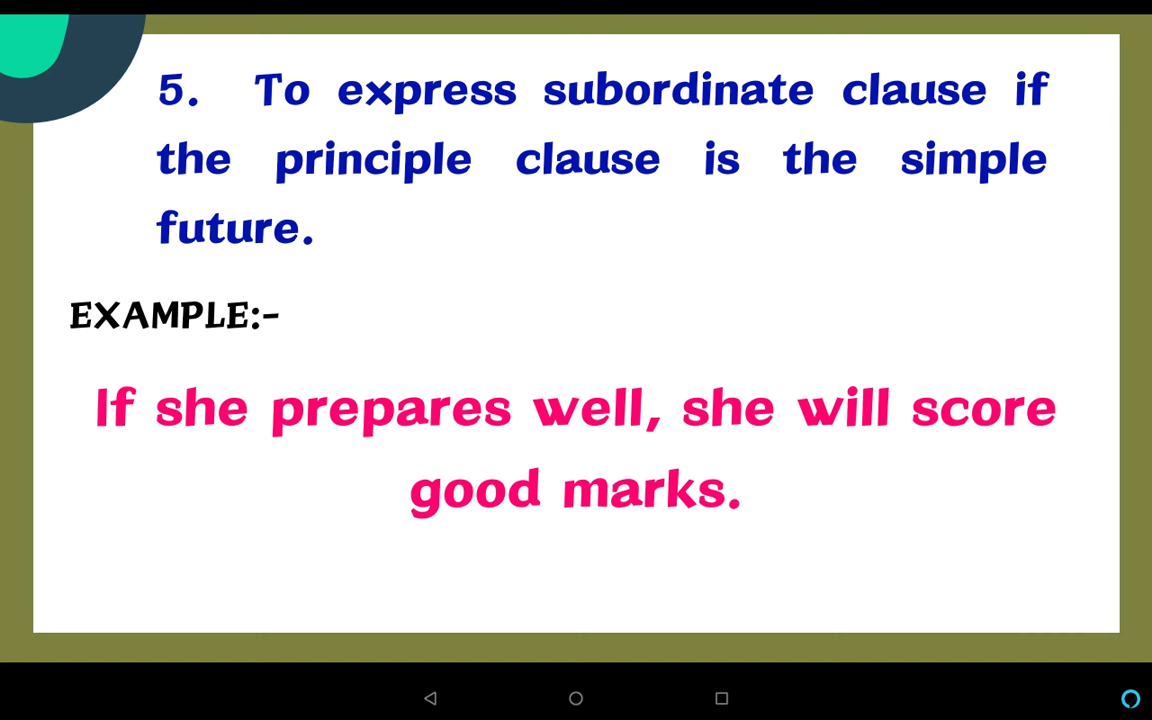 5. To express subordinate clause if
the principle clause is the simple
future.
EXAMPLE:-
If she prepares well, she will score
good marks.